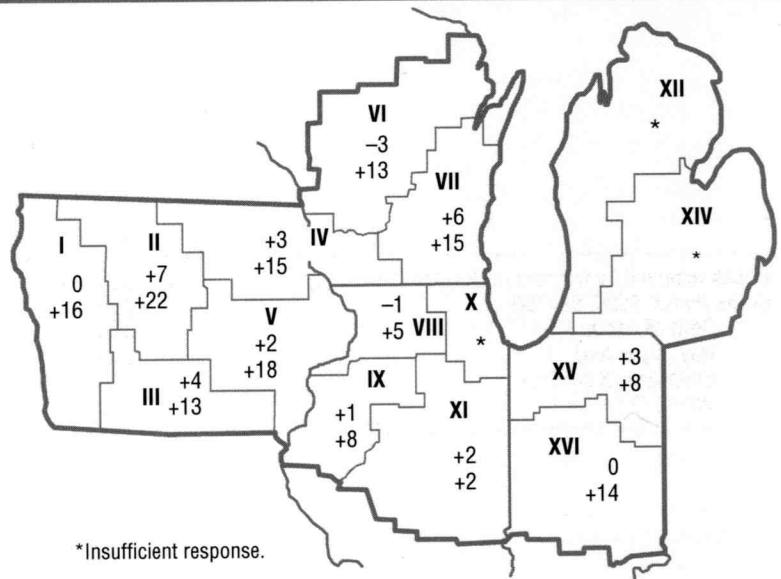 XII
*
VI
–3
+13
VII
+6
+15
XIV
*
I
0
+16
II
+7
+22
+3
+15
IV
V
+2
+18
–1
+5
VIII
X
*
III
+4
+13
IX
+1
+8
XI
+2
+2
XV
+3
+8
XVI
0
+14
*Insufficient response.